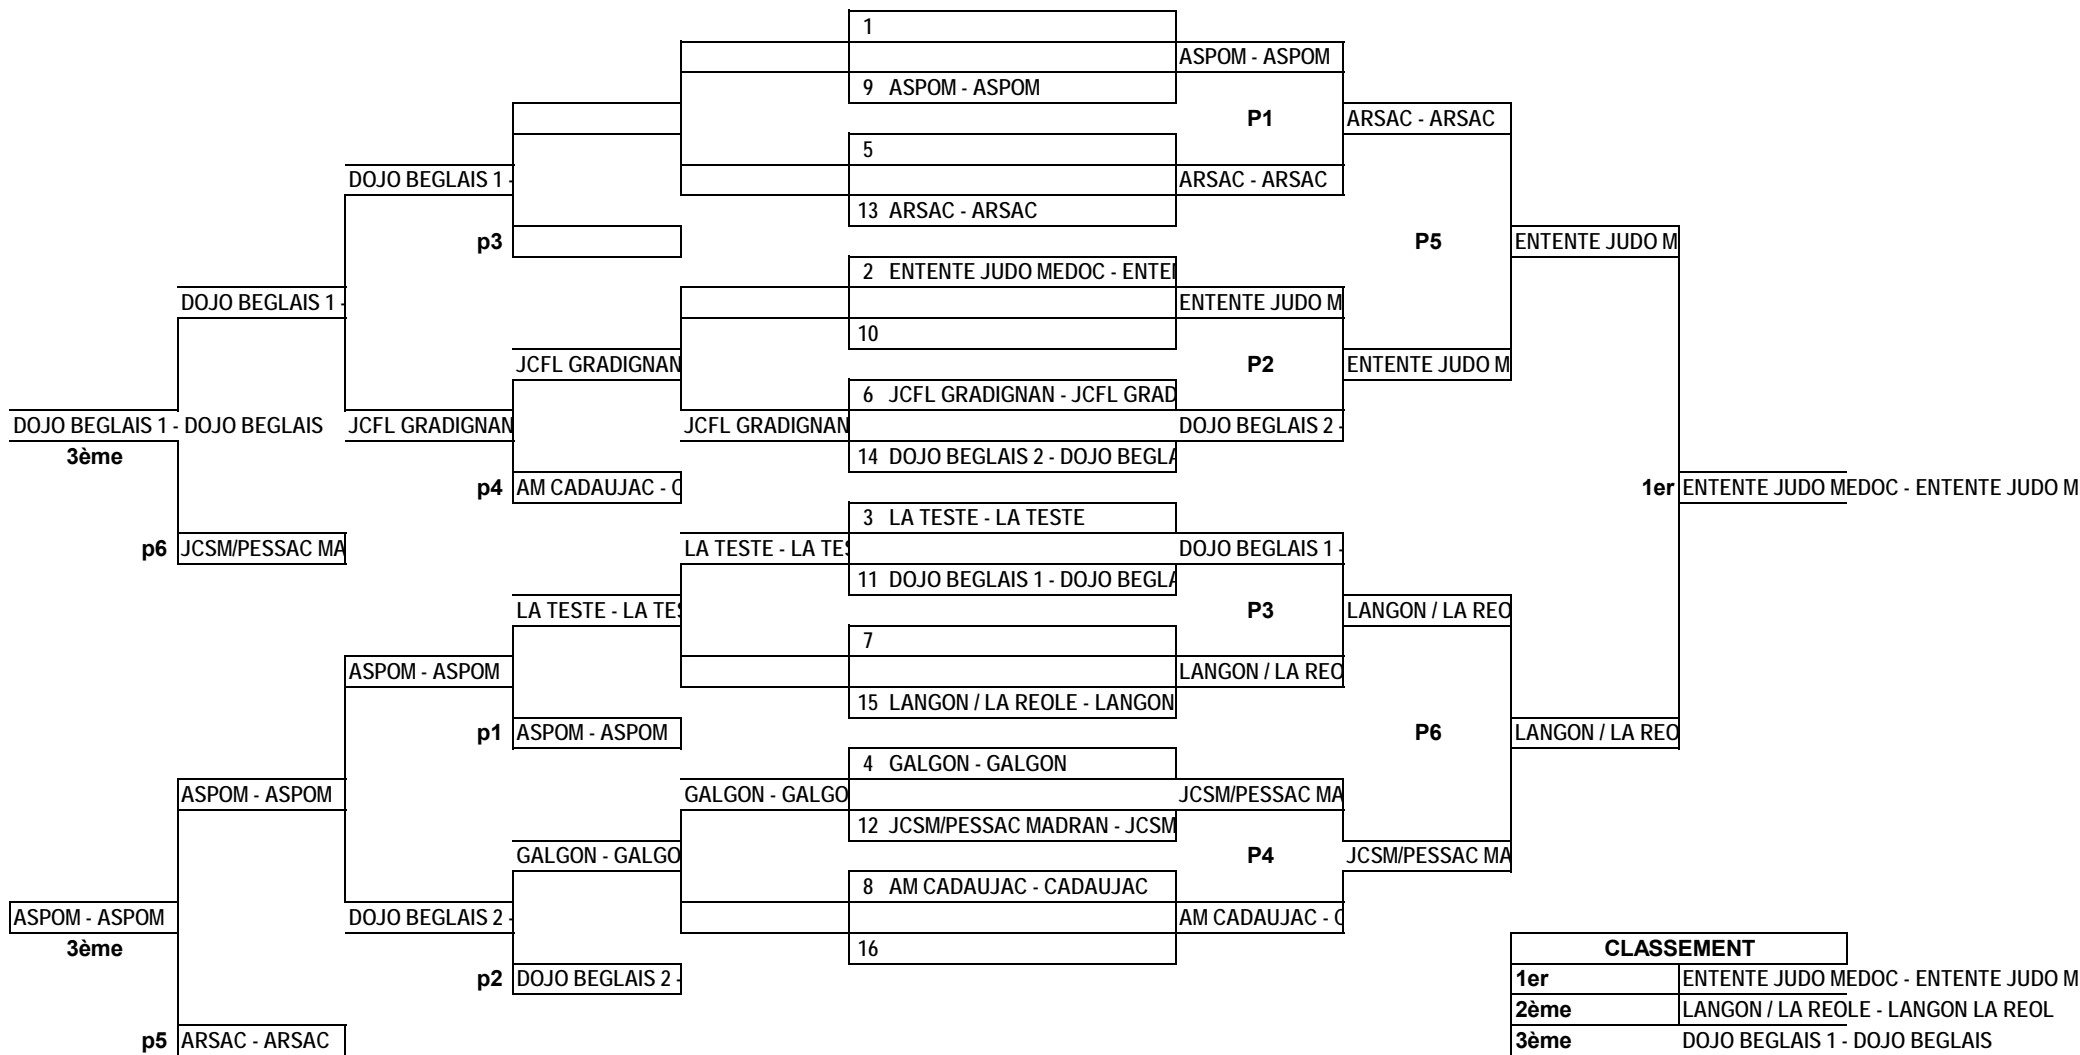 1
ASPOM - ASPOM
9 ASPOM - ASPOM
P1 ARSAC - ARSAC
5
DOJO BEGLAIS 1 - ARSAC - ARSAC
13 ARSAC - ARSAC
p3 P5 ENTENTE JUDO M
2 ENTENTE JUDO MEDOC - ENTE
DOJO BEGLAIS 1 - ENTENTE JUDO M
10
JCFL GRADIGNAN P2 ENTENTE JUDO M
6 JCFL GRADIGNAN - JCFL GRAD
DOJO BEGLAIS 1 - DOJO BEGLAIS JCFL GRADIGNAN JCFL GRADIGNAN DOJO BEGLAIS 2 -
3ème 14 DOJO BEGLAIS 2 - DOJO BEGLA
p4 AM CADAUJAC - C 1er ENTENTE JUDO MEDOC - ENTENTE JUDO M
3 LA TESTE - LA TESTE
p6 JCSM/PESSAC MA LA TESTE - LA TES DOJO BEGLAIS 1 -
11 DOJO BEGLAIS 1 - DOJO BEGLA
LA TESTE - LA TES P3 LANGON / LA REO
7
ASPOM - ASPOM LANGON / LA REO
15 LANGON / LA REOLE - LANGON
p1 ASPOM - ASPOM P6 LANGON / LA REO
4 GALGON - GALGON
ASPOM - ASPOM GALGON - GALGO JCSM/PESSAC MA
12 JCSM/PESSAC MADRAN - JCSM
GALGON - GALGO P4 JCSM/PESSAC MA
8 AM CADAUJAC - CADAUJAC
ASPOM - ASPOM DOJO BEGLAIS 2 - AM CADAUJAC - C
3ème 16 CLASSEMENT
p2 DOJO BEGLAIS 2 - 1er ENTENTE JUDO MEDOC - ENTENTE JUDO M
2ème LANGON / LA REOLE - LANGON LA REOL
p5 ARSAC - ARSAC 3ème DOJO BEGLAIS 1 - DOJO BEGLAIS